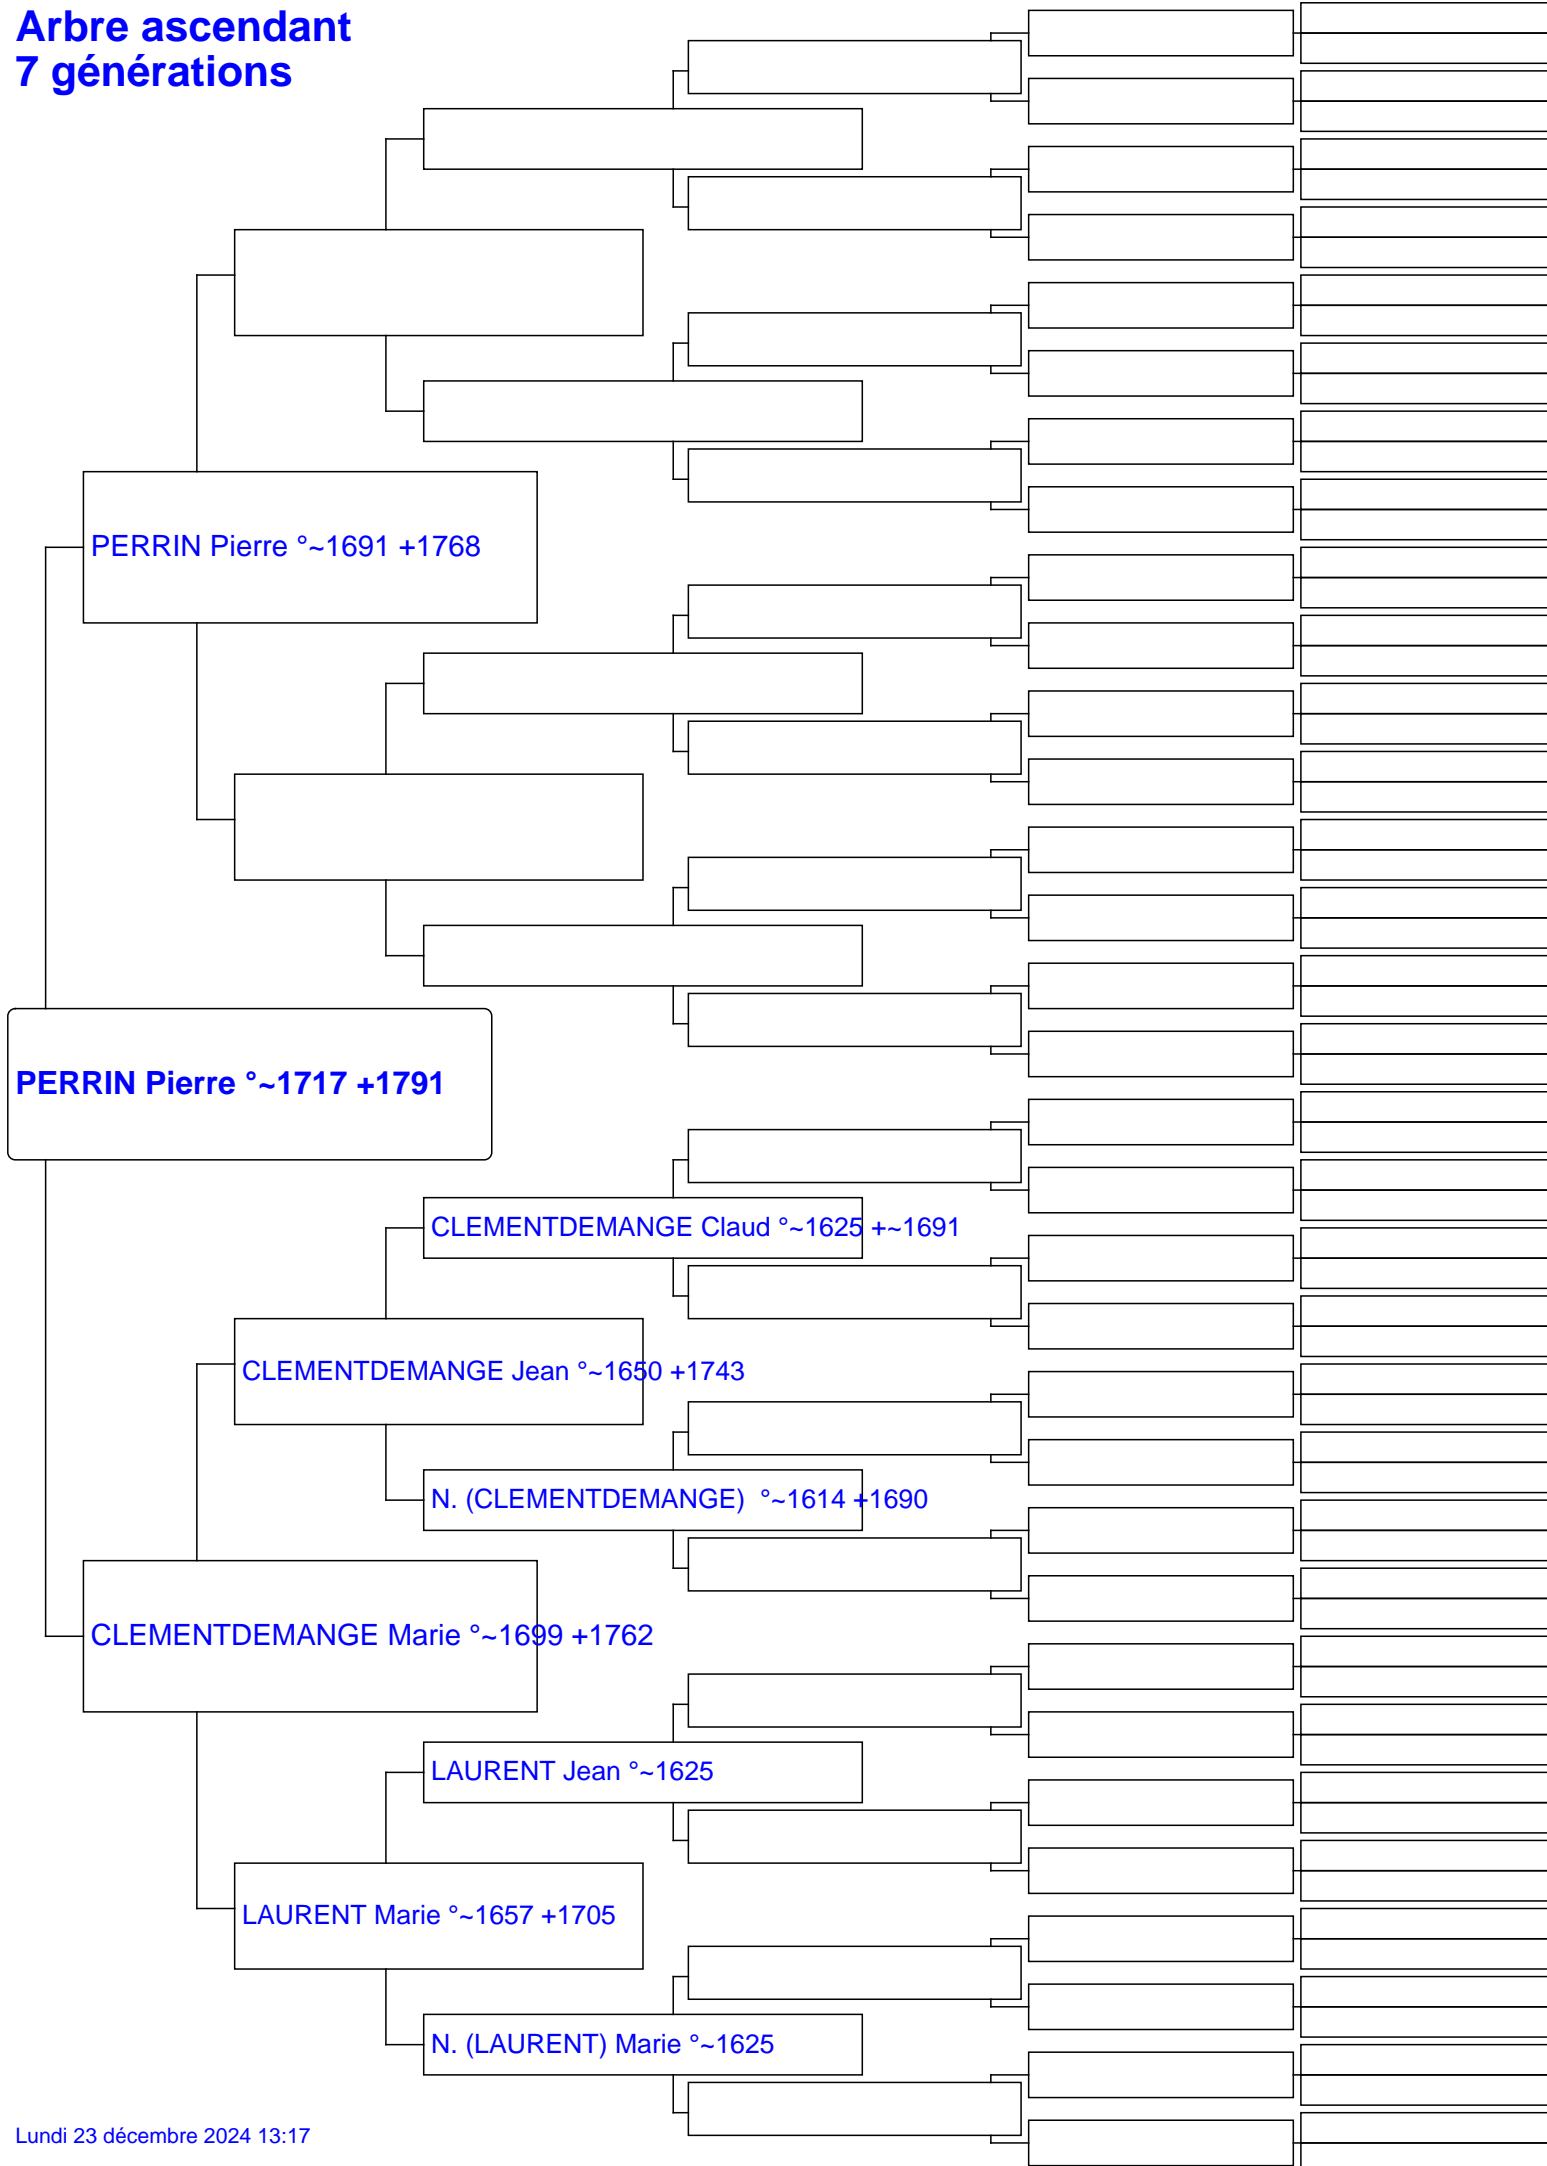 Arbre ascendant
7 générations
PERRIN Pierre °~1691 +1768
PERRIN Pierre °~1717 +1791
CLEMENTDEMANGE Claud °~1625 +~1691
CLEMENTDEMANGE Jean °~1650 +1743
N. (CLEMENTDEMANGE)  °~1614 +1690
CLEMENTDEMANGE Marie °~1699 +1762
LAURENT Jean °~1625
LAURENT Marie °~1657 +1705
N. (LAURENT) Marie °~1625
Lundi 23 décembre 2024 13:17